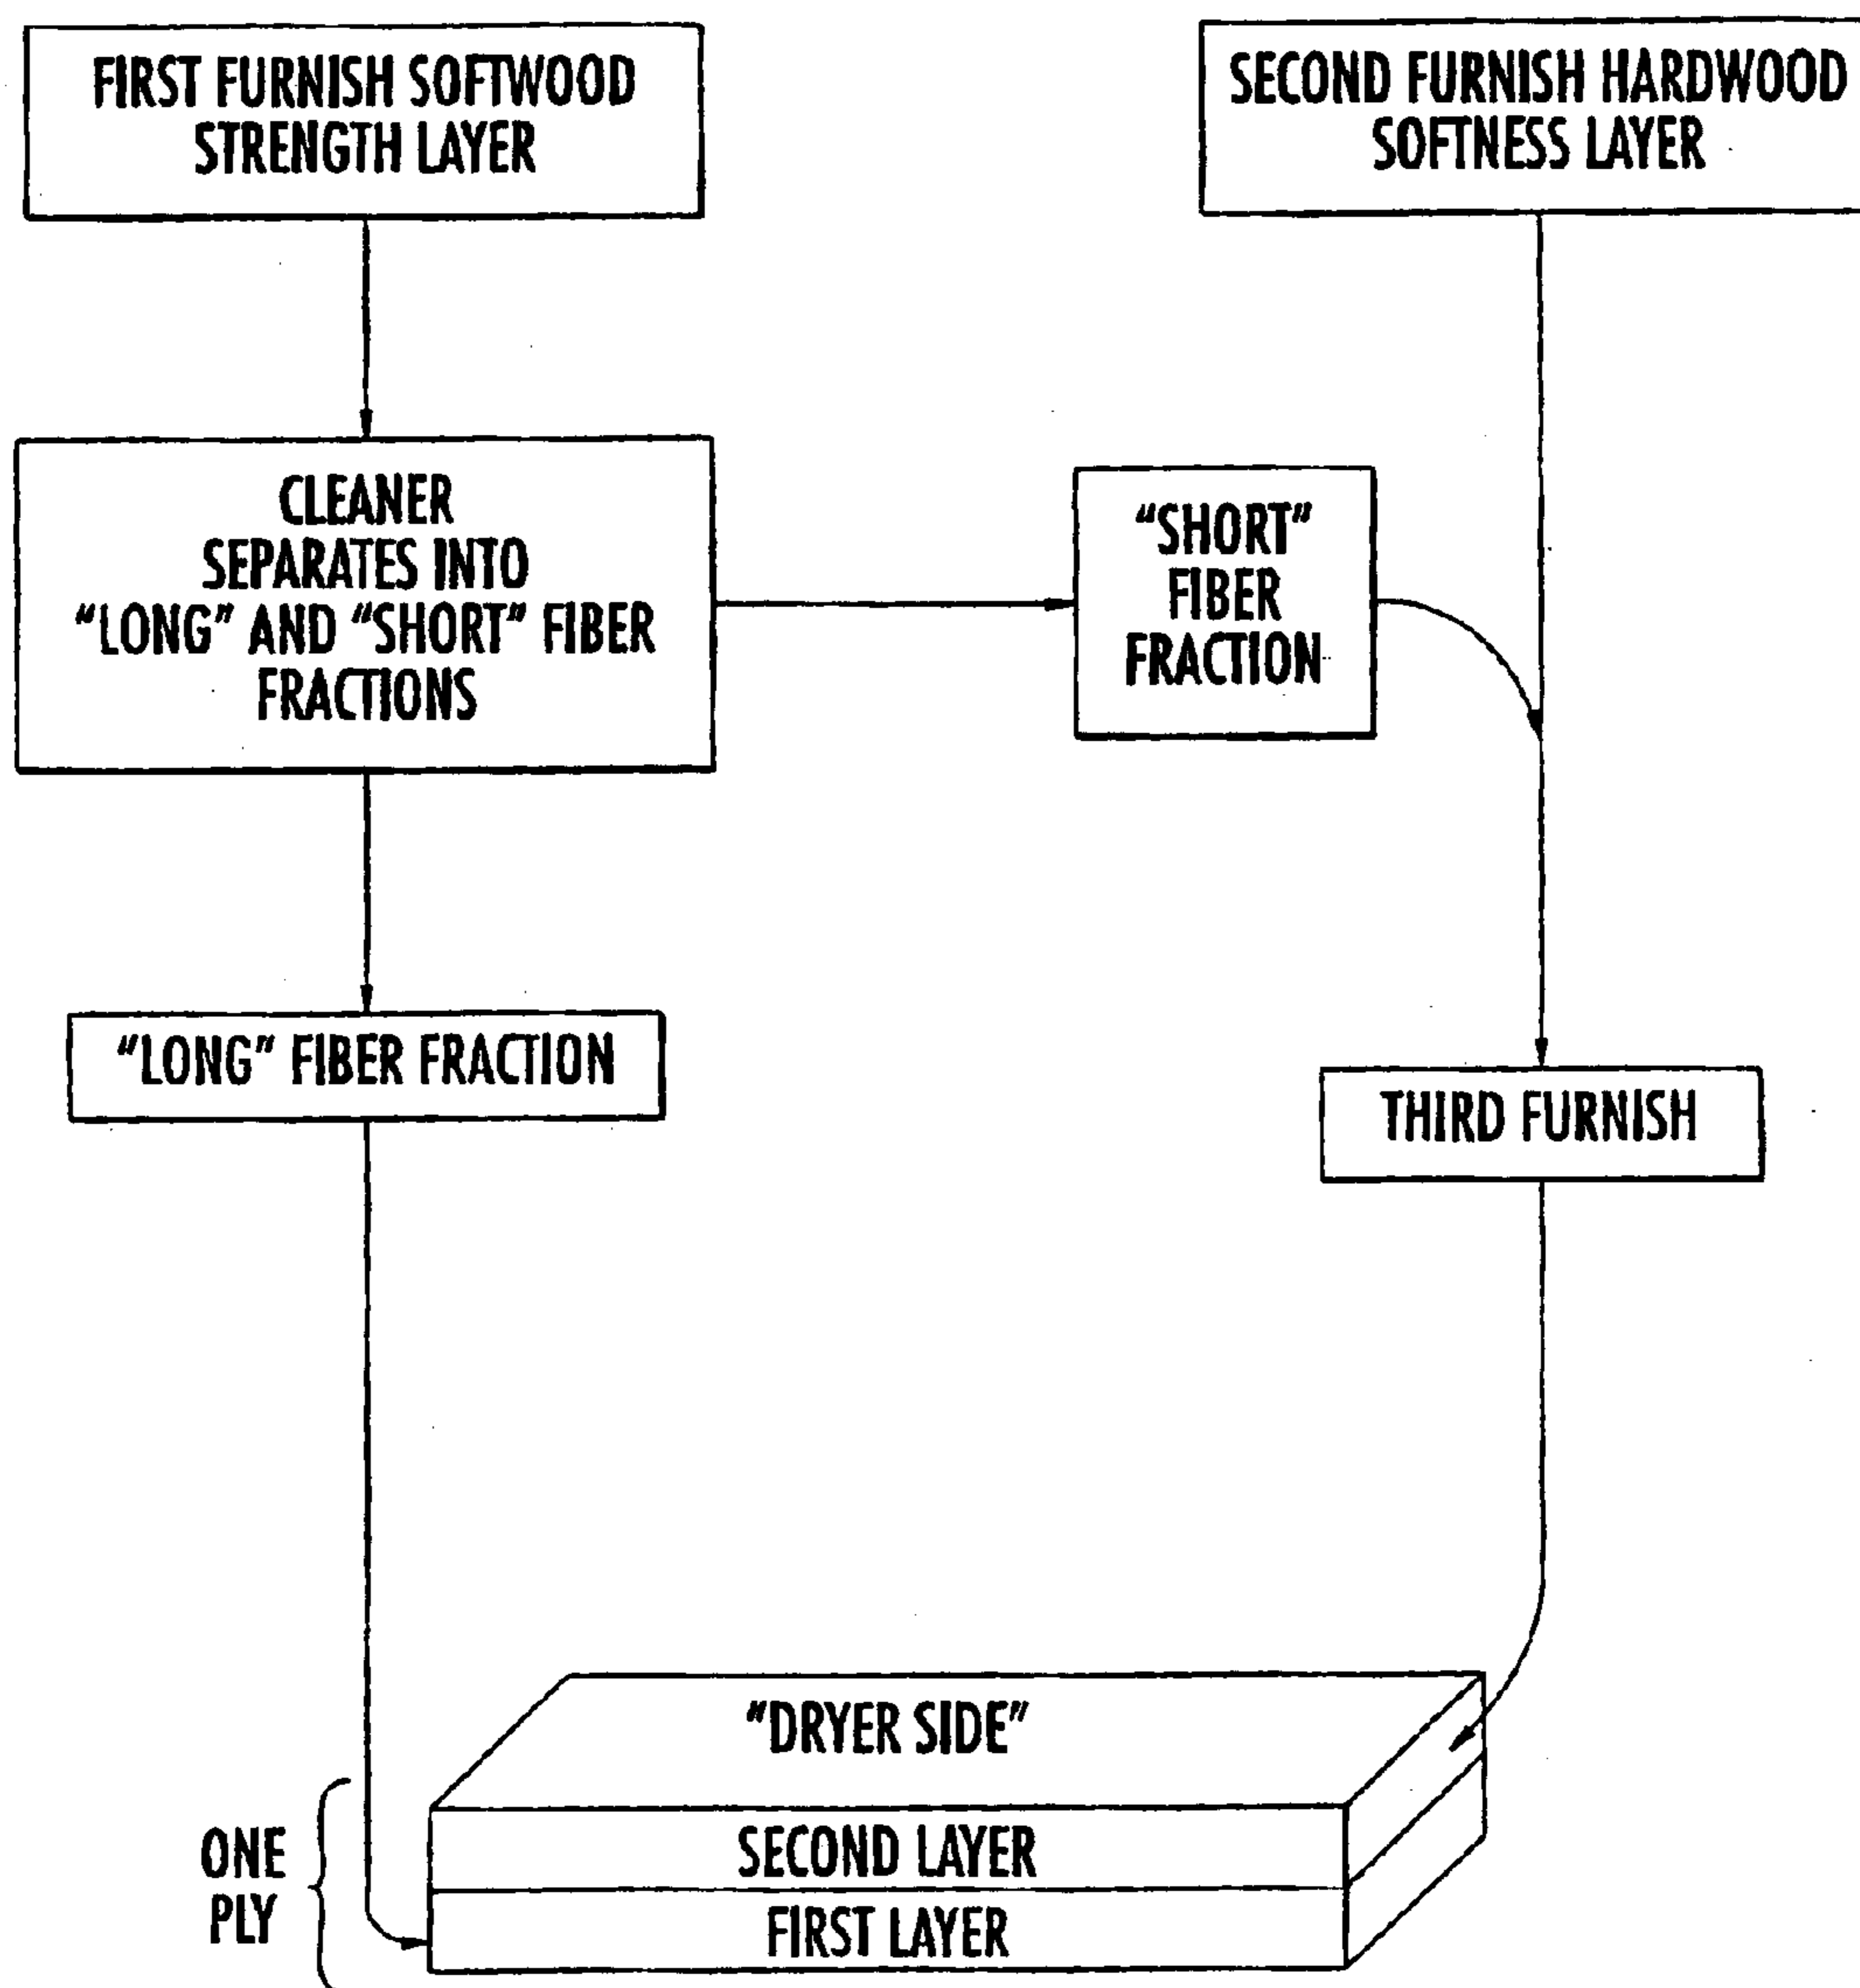 FIRST FURNISH SOFTWOOD
STRENGTH LAYER
SECOND FURNISH HARDWOOD
SOFTNESS LAYER
CLEANER
SEPARATES INTO
“LONG” AND “SHORT” FIBER
FRACTIONS
“SHORT”
FIBER
FRACTION
“LONG” FIBER FRACTION
THIRD FURNISH
“DRYER SIDE”
ONE
PLY
SECOND LAYER
FIRST LAYER